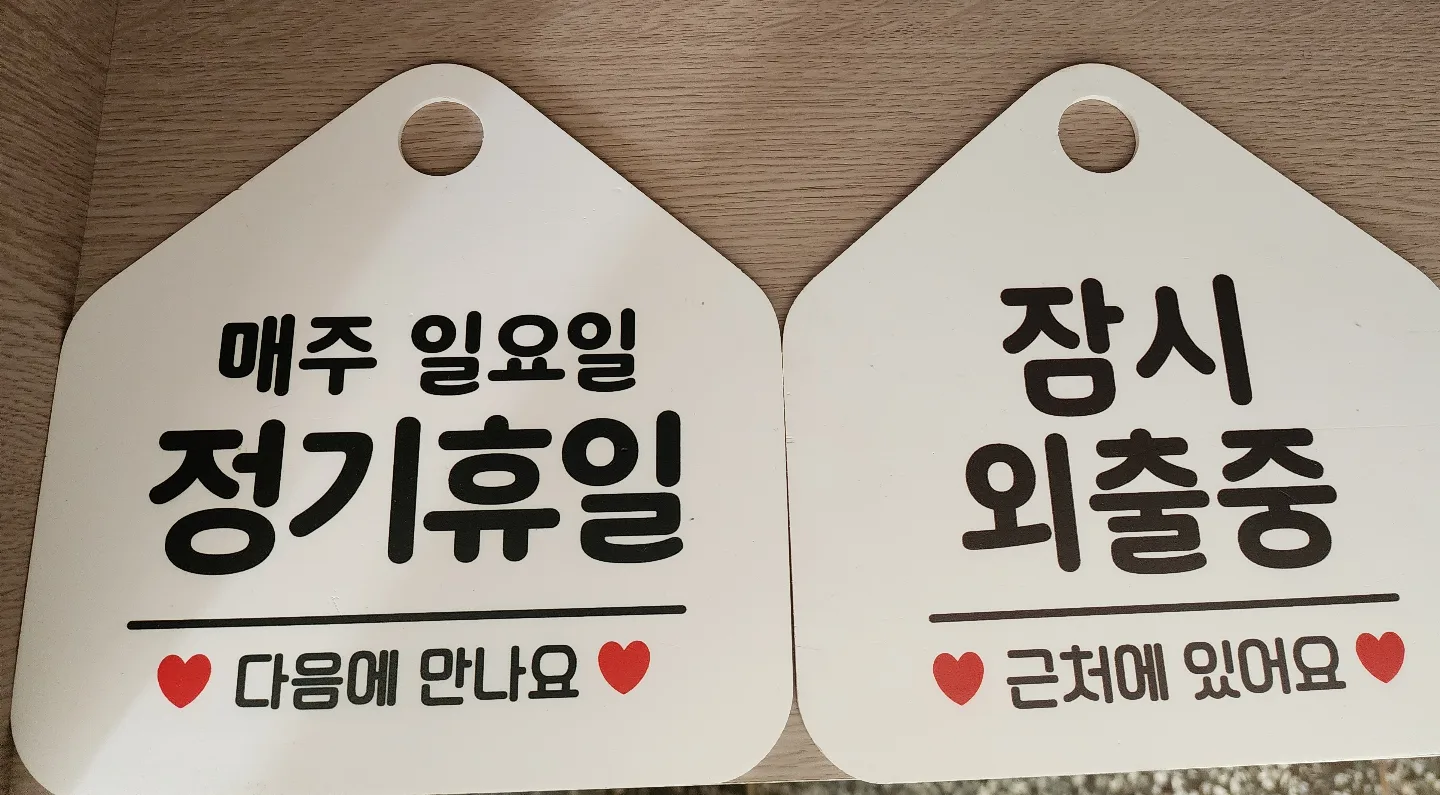 매주 일요일
정기휴일
♥ 다음에 만나요 ♥
잠시
외출중
♥ 근처에 있어요 ♥